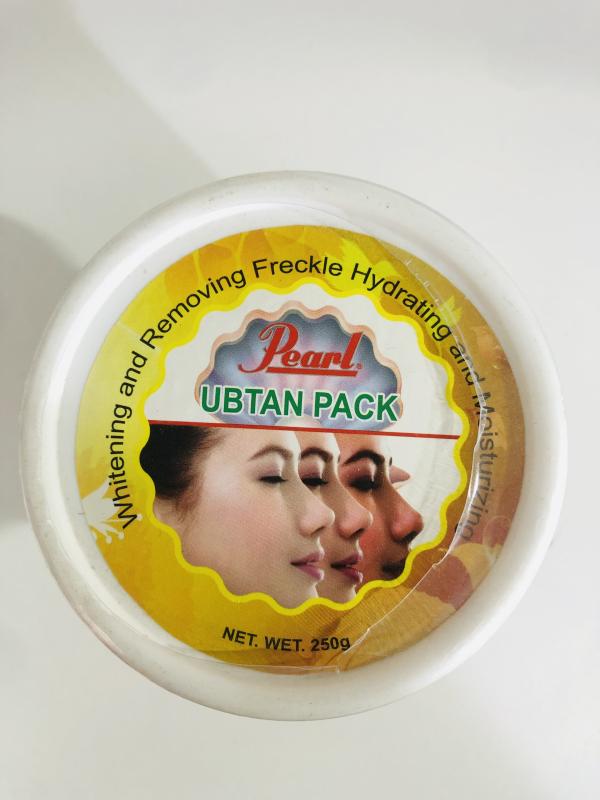 Whitening and Removing Freckle Hydrating and Moisturizing
Pearl
UBTAN PACK
NET. WET. 250g